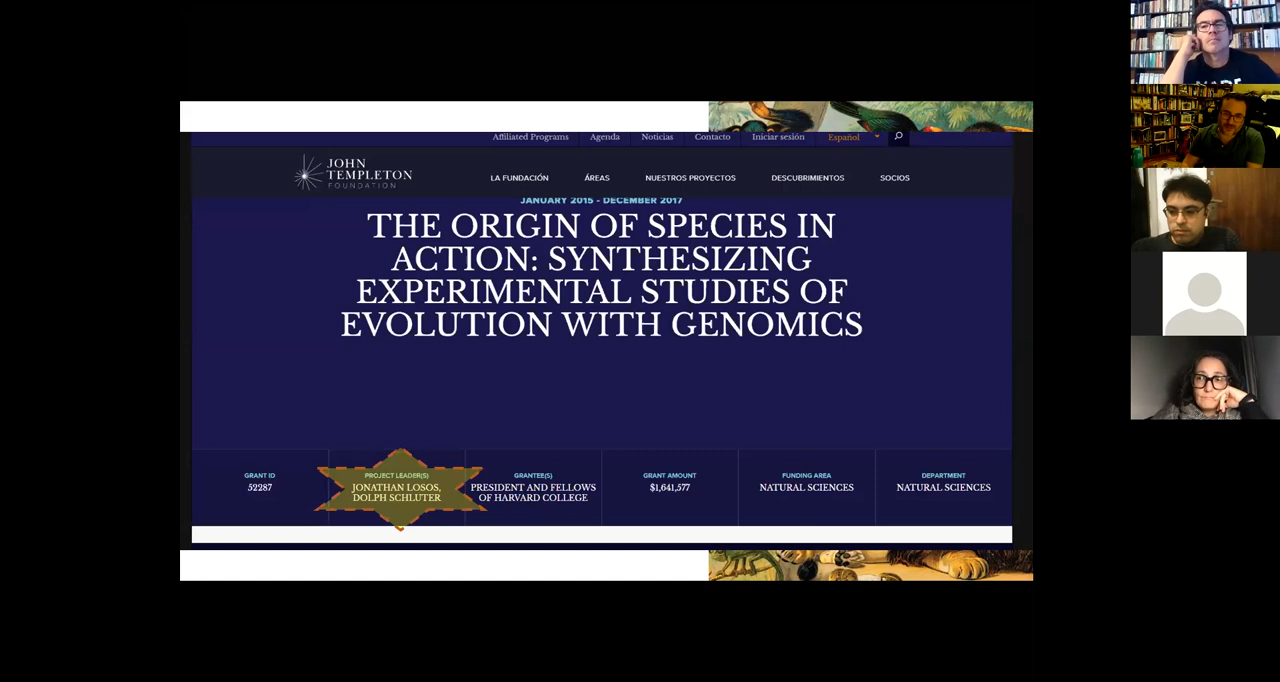 Affiliated Programs Agenda Noticias Contacto Iniciar sesión Español
JOHN
TEMPLETON
FOUNDATION
LA FUNDACIÓN ÁREAS NUESTROS PROYECTOS DESCUBRIMIENTOS SOCIOS
JANUARY 2015 - DECEMBER 2017
THE ORIGIN OF SPECIES IN
ACTION: SYNTHESIZING
EXPERIMENTAL STUDIES OF
EVOLUTION WITH GENOMICS
GRANT ID
52287
PROJECT LEADER(S)
JONATHAN LOSOS,
DOLPH SCHLUTER
GRANTEE(S)
PRESIDENT AND FELLOWS
OF HARVARD COLLEGE
GRANT AMOUNT
$1,641,577
FUNDING AREA
NATURAL SCIENCES
DEPARTMENT
NATURAL SCIENCES